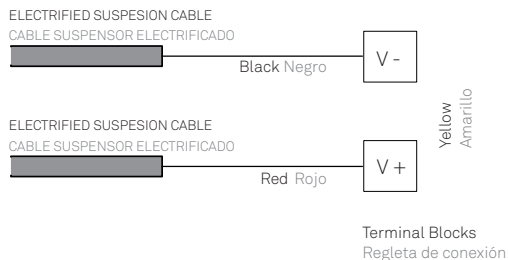 ELECTRIFIED SUSPESION CABLE
CABLE SUSPENSOR ELECTRIFICADO
Black Negro
V -
ELECTRIFIED SUSPESION CABLE
CABLE SUSPENSOR ELECTRIFICADO
Red Rojo
V +
Yellow
Amarillo
Terminal Blocks
Regleta de conexión